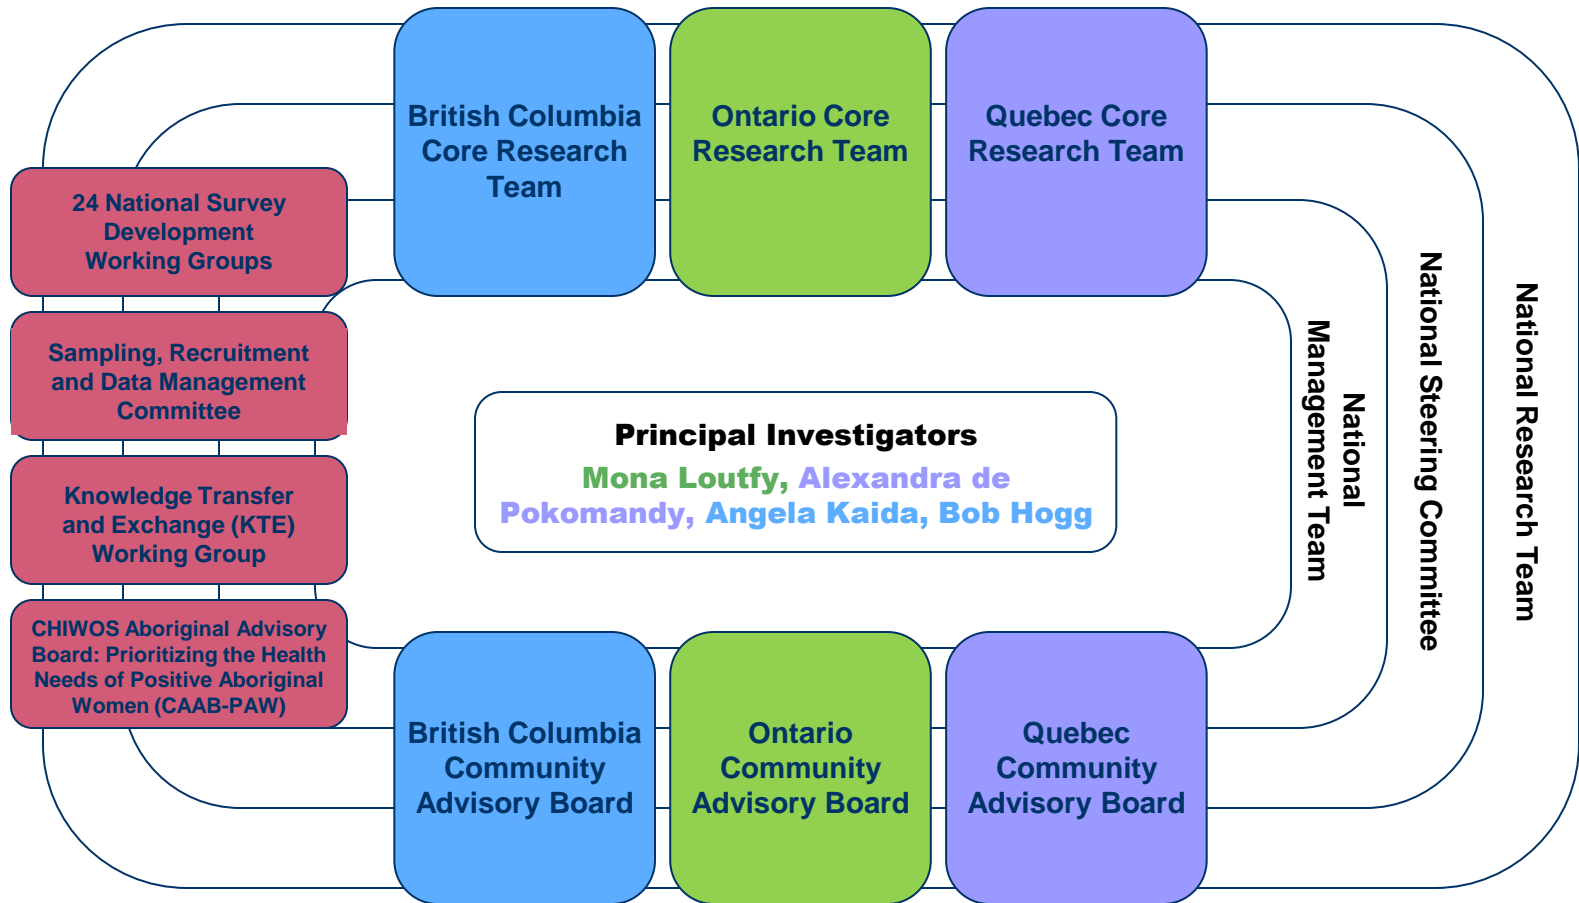 British Columbia
Core Research
Team
Ontario Core
Research Team
Quebec Core
Research Team
24 National Survey
Development
Working Groups
Sampling, Recruitment
and Data Management
Committee
Knowledge Transfer
and Exchange (KTE)
Working Group
CHIWOS Aboriginal Advisory
Board: Prioritizing the Health
Needs of Positive Aboriginal
Women (CAAB-PAW)
Principal Investigators
Mona Loutfy, Alexandra de
Pokomandy, Angela Kaida, Bob Hogg
National
Management Team
National Steering Committee
National Research Team
British Columbia
Community
Advisory Board
Ontario
Community
Advisory Board
Quebec
Community
Advisory Board